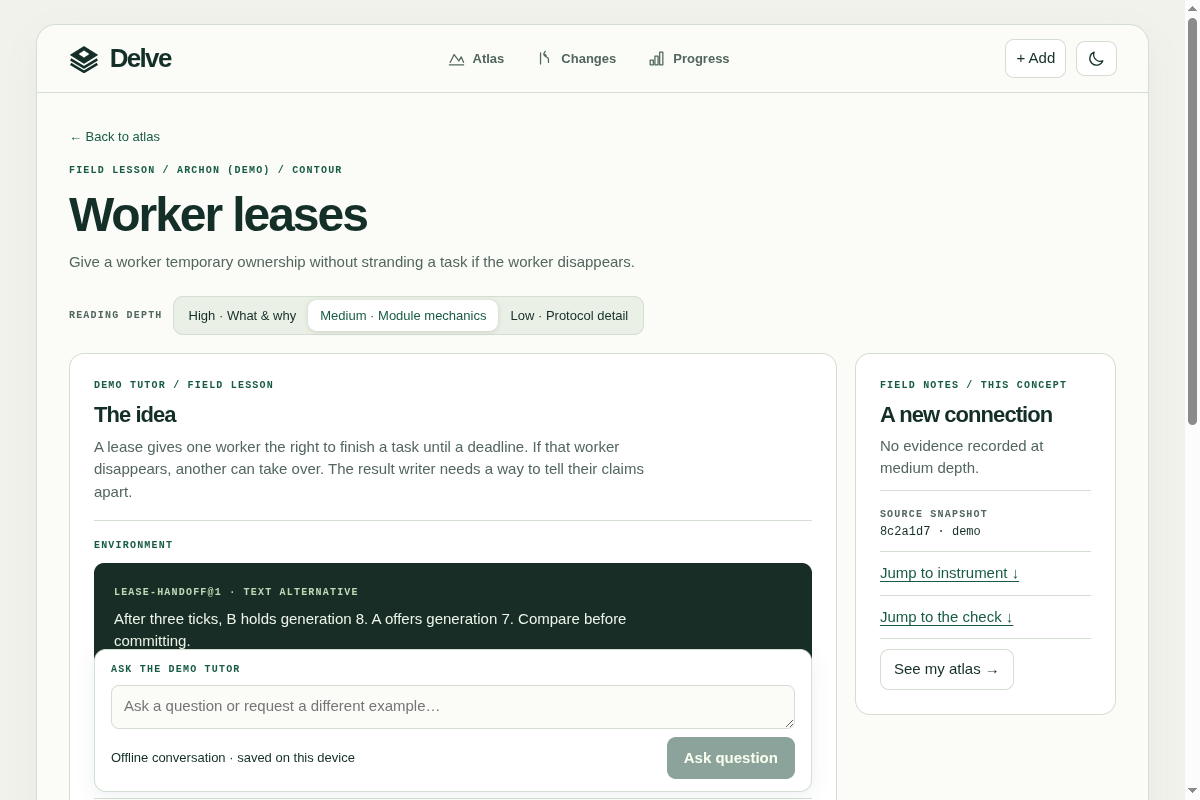 Delve
Atlas
Changes
Progress
+ Add
← Back to atlas
FIELD LESSON / ARCHON (DEMO) / CONTOUR
Worker leases
Give a worker temporary ownership without stranding a task if the worker disappears.
READING DEPTH
High · What & why
Medium · Module mechanics
Low · Protocol detail
DEMO TUTOR / FIELD LESSON
The idea
A lease gives one worker the right to finish a task until a deadline. If that worker
disappears, another can take over. The result writer needs a way to tell their claims
apart.
ENVIRONMENT
LEASE-HANDOFF@1 · TEXT ALTERNATIVE
After three ticks, B holds generation 8. A offers generation 7. Compare before
committing.
ASK THE DEMO TUTOR
Ask a question or request a different example…
Offline conversation · saved on this device
Ask question
FIELD NOTES / THIS CONCEPT
A new connection
No evidence recorded at
medium depth.
SOURCE SNAPSHOT
8c2a1d7 · demo
Jump to instrument ↓
Jump to the check ↓
See my atlas →